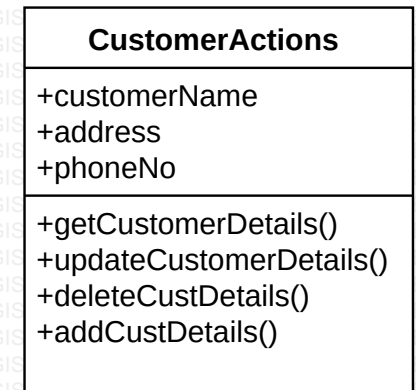 CustomerActions
+customerName
+address
+phoneNo
+getCustomerDetails()
+updateCustomerDetails()
+deleteCustDetails()
+addCustDetails()